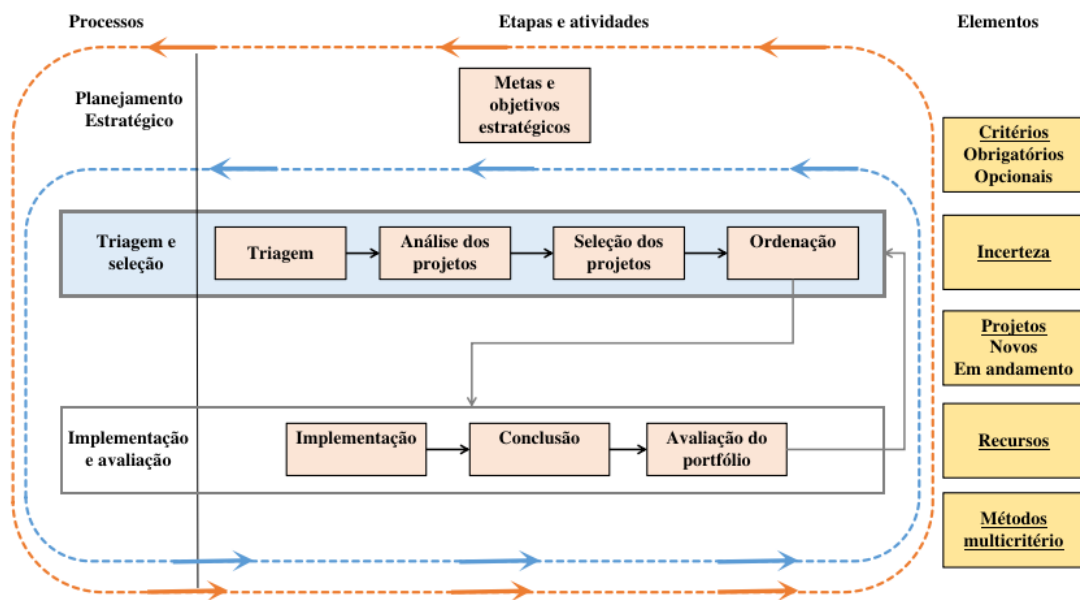 Processos
Etapas e atividades
Elementos
Planejamento
Estratégico
Metas e
objetivos
estratégicos
Critérios
Obrigatórios
Opcionais
Triagem e
seleção
Triagem
Análise dos
projetos
Seleção dos
projetos
Ordenação
Incerteza
Projetos
Novos
Em andamento
Implementação
e avaliação
Implementação
Conclusão
Avaliação do
portfólio
Recursos
Métodos
multicritério